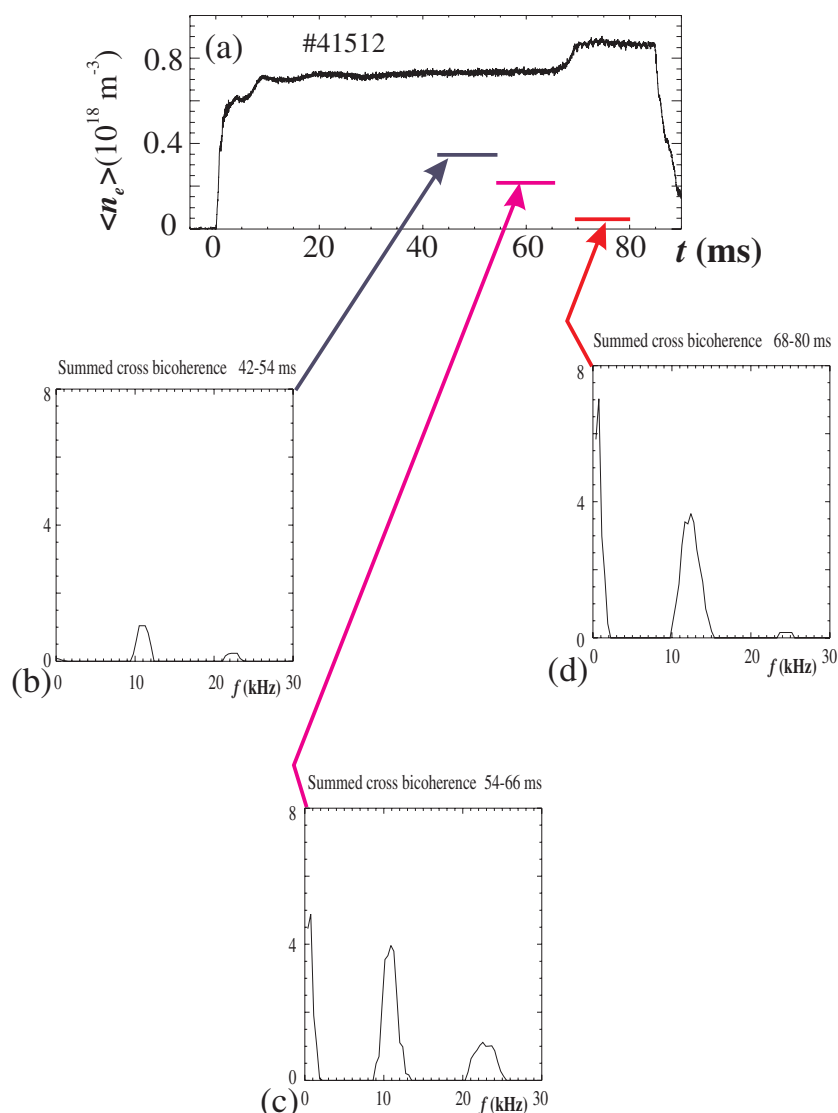 (a) #41512
<n_e> (10^18 m^-3)
0.8
0.4
0
0 20 40 60 80 t (ms)
Summed cross bicoherence 42-54 ms
8
4
0
0 10 20 30
f (kHz)
(b)
Summed cross bicoherence 68-80 ms
8
4
0
0 10 20 30
f (kHz)
(d)
Summed cross bicoherence 54-66 ms
8
4
0
0 10 20 30
f (kHz)
(c)